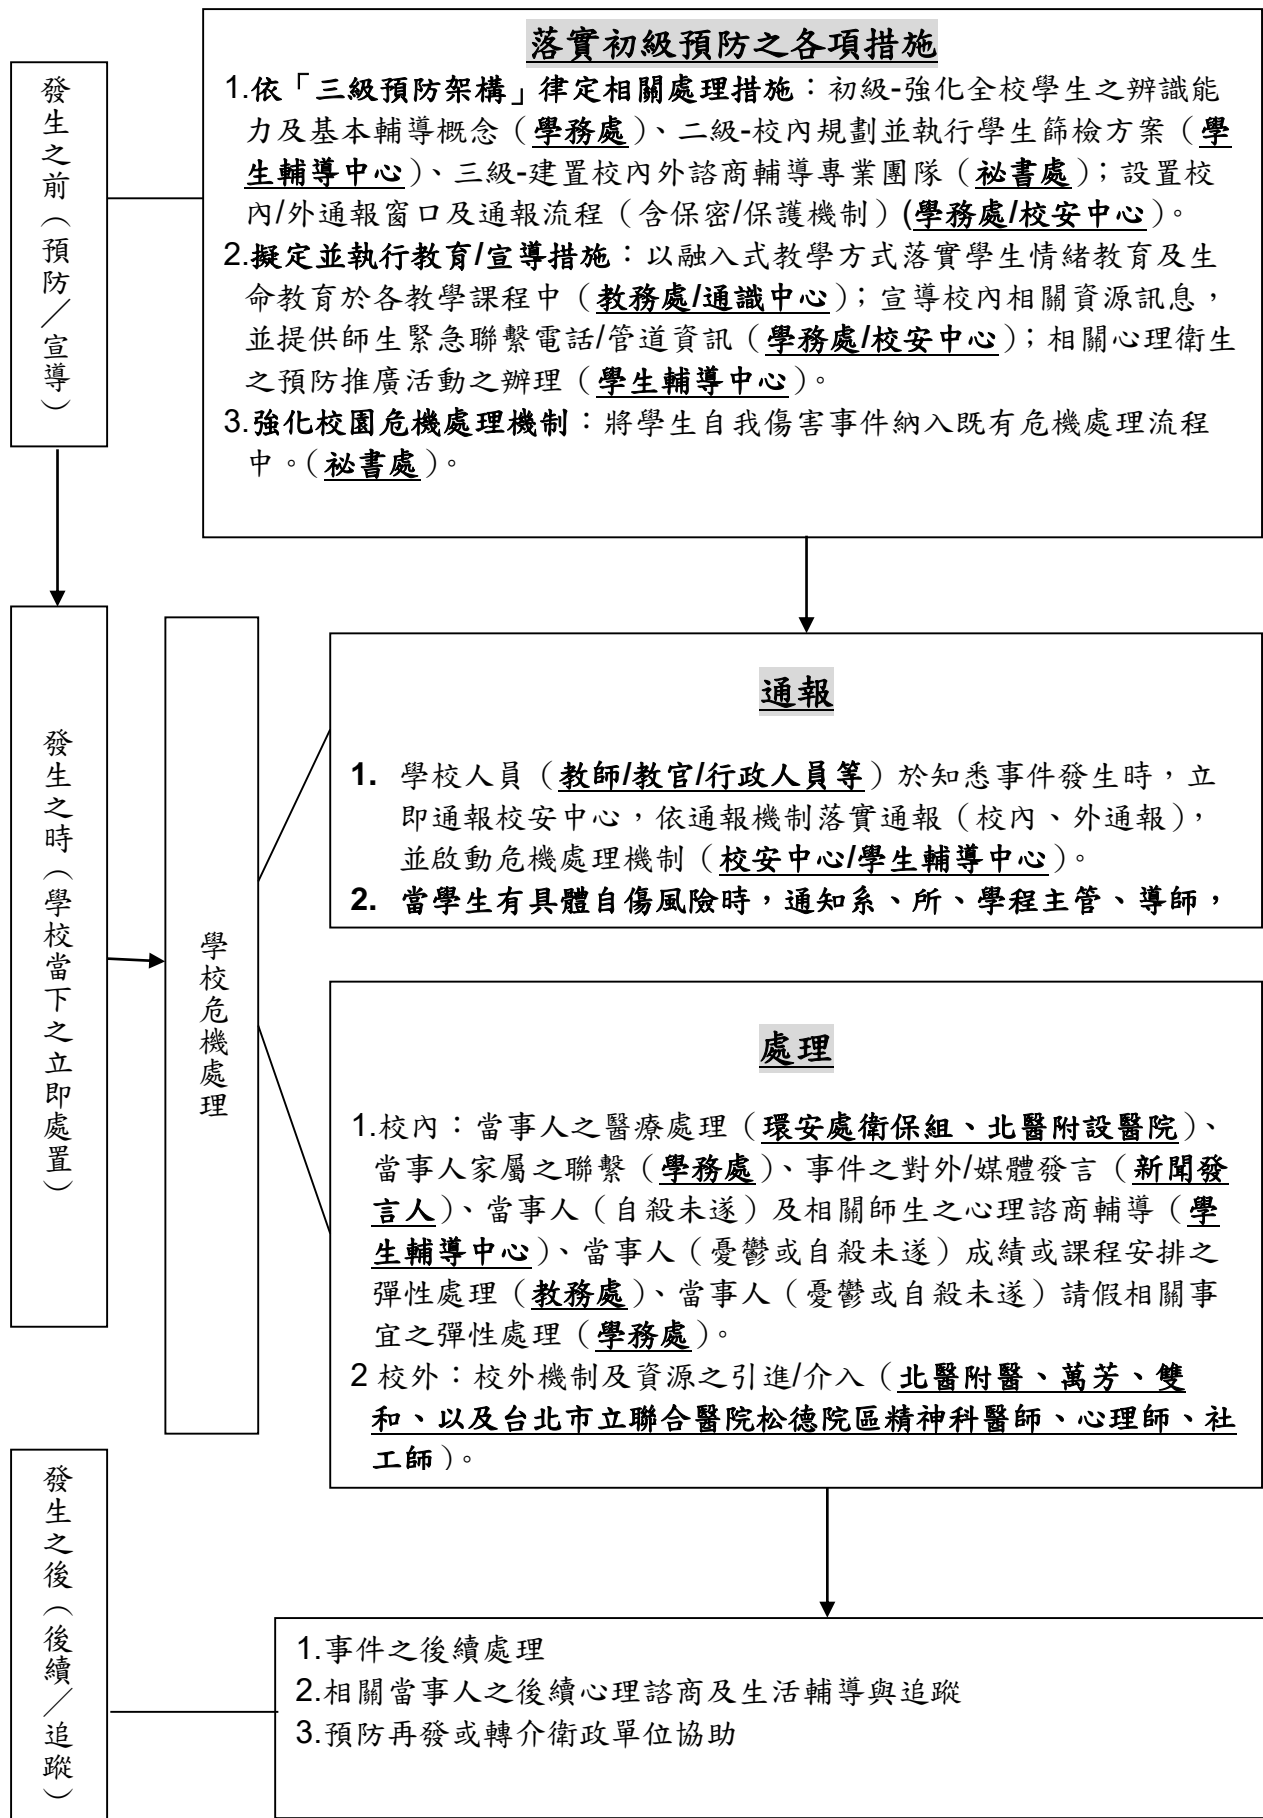 落實初級預防之各項措施
1.依「三級預防架構」律定相關處理措施：初級-強化全校學生之辨識能
力及基本輔導概念（學務處）、二級-校內規劃並執行學生篩檢方案（學
生輔導中心）、三級-建置校內外諮商輔導專業團隊（祕書處）；設置校
內/外通報窗口及通報流程（含保密/保護機制）(學務處/校安中心）。
2.擬定並執行教育/宣導措施：以融入式教學方式落實學生情緒教育及生
命教育於各教學課程中（教務處/通識中心）；宣導校內相關資源訊息，
並提供師生緊急聯繫電話/管道資訊（學務處/校安中心）；相關心理衛生
之預防推廣活動之辦理（學生輔導中心）。
3.強化校園危機處理機制：將學生自我傷害事件納入既有危機處理流程
中。（祕書處）。
發生之前（預防／宣導）
發生之時（學校當下之立即處置）
學校危機處理
通報
1. 學校人員（教師/教官/行政人員等）於知悉事件發生時，立
即通報校安中心，依通報機制落實通報（校內、外通報），
並啟動危機處理機制（校安中心/學生輔導中心）。
2. 當學生有具體自傷風險時，通知系、所、學程主管、導師，
處理
1.校內：當事人之醫療處理（環安處衛保組、北醫附設醫院）、
當事人家屬之聯繫（學務處）、事件之對外/媒體發言（新聞發
言人）、當事人（自殺未遂）及相關師生之心理諮商輔導（學
生輔導中心）、當事人（憂鬱或自殺未遂）成績或課程安排之
彈性處理（教務處）、當事人（憂鬱或自殺未遂）請假相關事
宜之彈性處理（學務處）。
2 校外：校外機制及資源之引進/介入（北醫附醫、萬芳、雙
和、以及台北市立聯合醫院松德院區精神科醫師、心理師、社
工師）。
發生之後（後續／追蹤）
1.事件之後續處理
2.相關當事人之後續心理諮商及生活輔導與追蹤
3.預防再發或轉介衛政單位協助